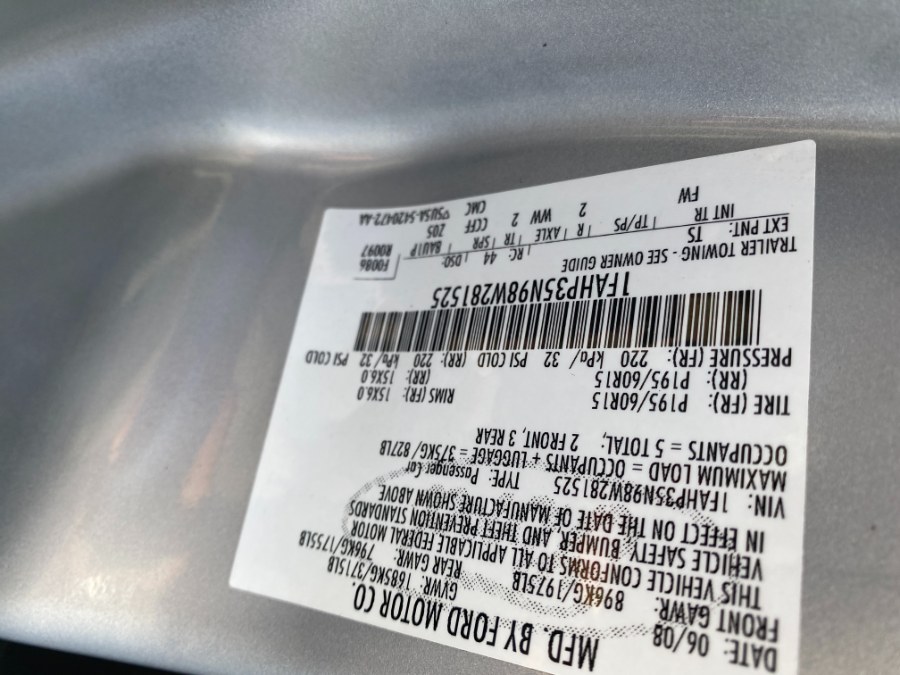 MFD. BY FORD MOTOR CO
DATE: 06/08 GVWR: 1685KG/3715LB
FRONT GAWR: REAR GAWR:
896KG/1975LB 796KG/1755LB
THIS VEHICLE CONFORMS TO ALL APPLICABLE FEDERAL MOTOR
VEHICLE SAFETY, BUMPER, AND THEFT PREVENTION STANDARDS
IN EFFECT ON THE DATE OF MANUFACTURE SHOWN ABOVE
VIN: 1FAHP35N98W281525 TYPE: Passenger Car
MAXIMUM LOAD = OCCUPANTS + LUGGAGE = 375KG/827LB
OCCUPANTS = 5 TOTAL; 2 FRONT, 3 REAR
TIRE (FR): P195/60R15 RIMS (FR): 15X6.0
(RR): P195/60R15 (RR): 15X6.0
PRESSURE (FR): 220 kPa/ 32 PSI COLD (RR): 220 kPa/ 32 PSI COLD
1FAHP35N98W281525
TRAILER TOWING - SEE OWNER GUIDE F0086
EXT PNT: TS RC: 44 DSO: R0097
INT TR TP/PS R AXLE TR SPR BAUTP
FW 2 WW 2 CCF 205
CMC ▽5U5A-5420472-AA